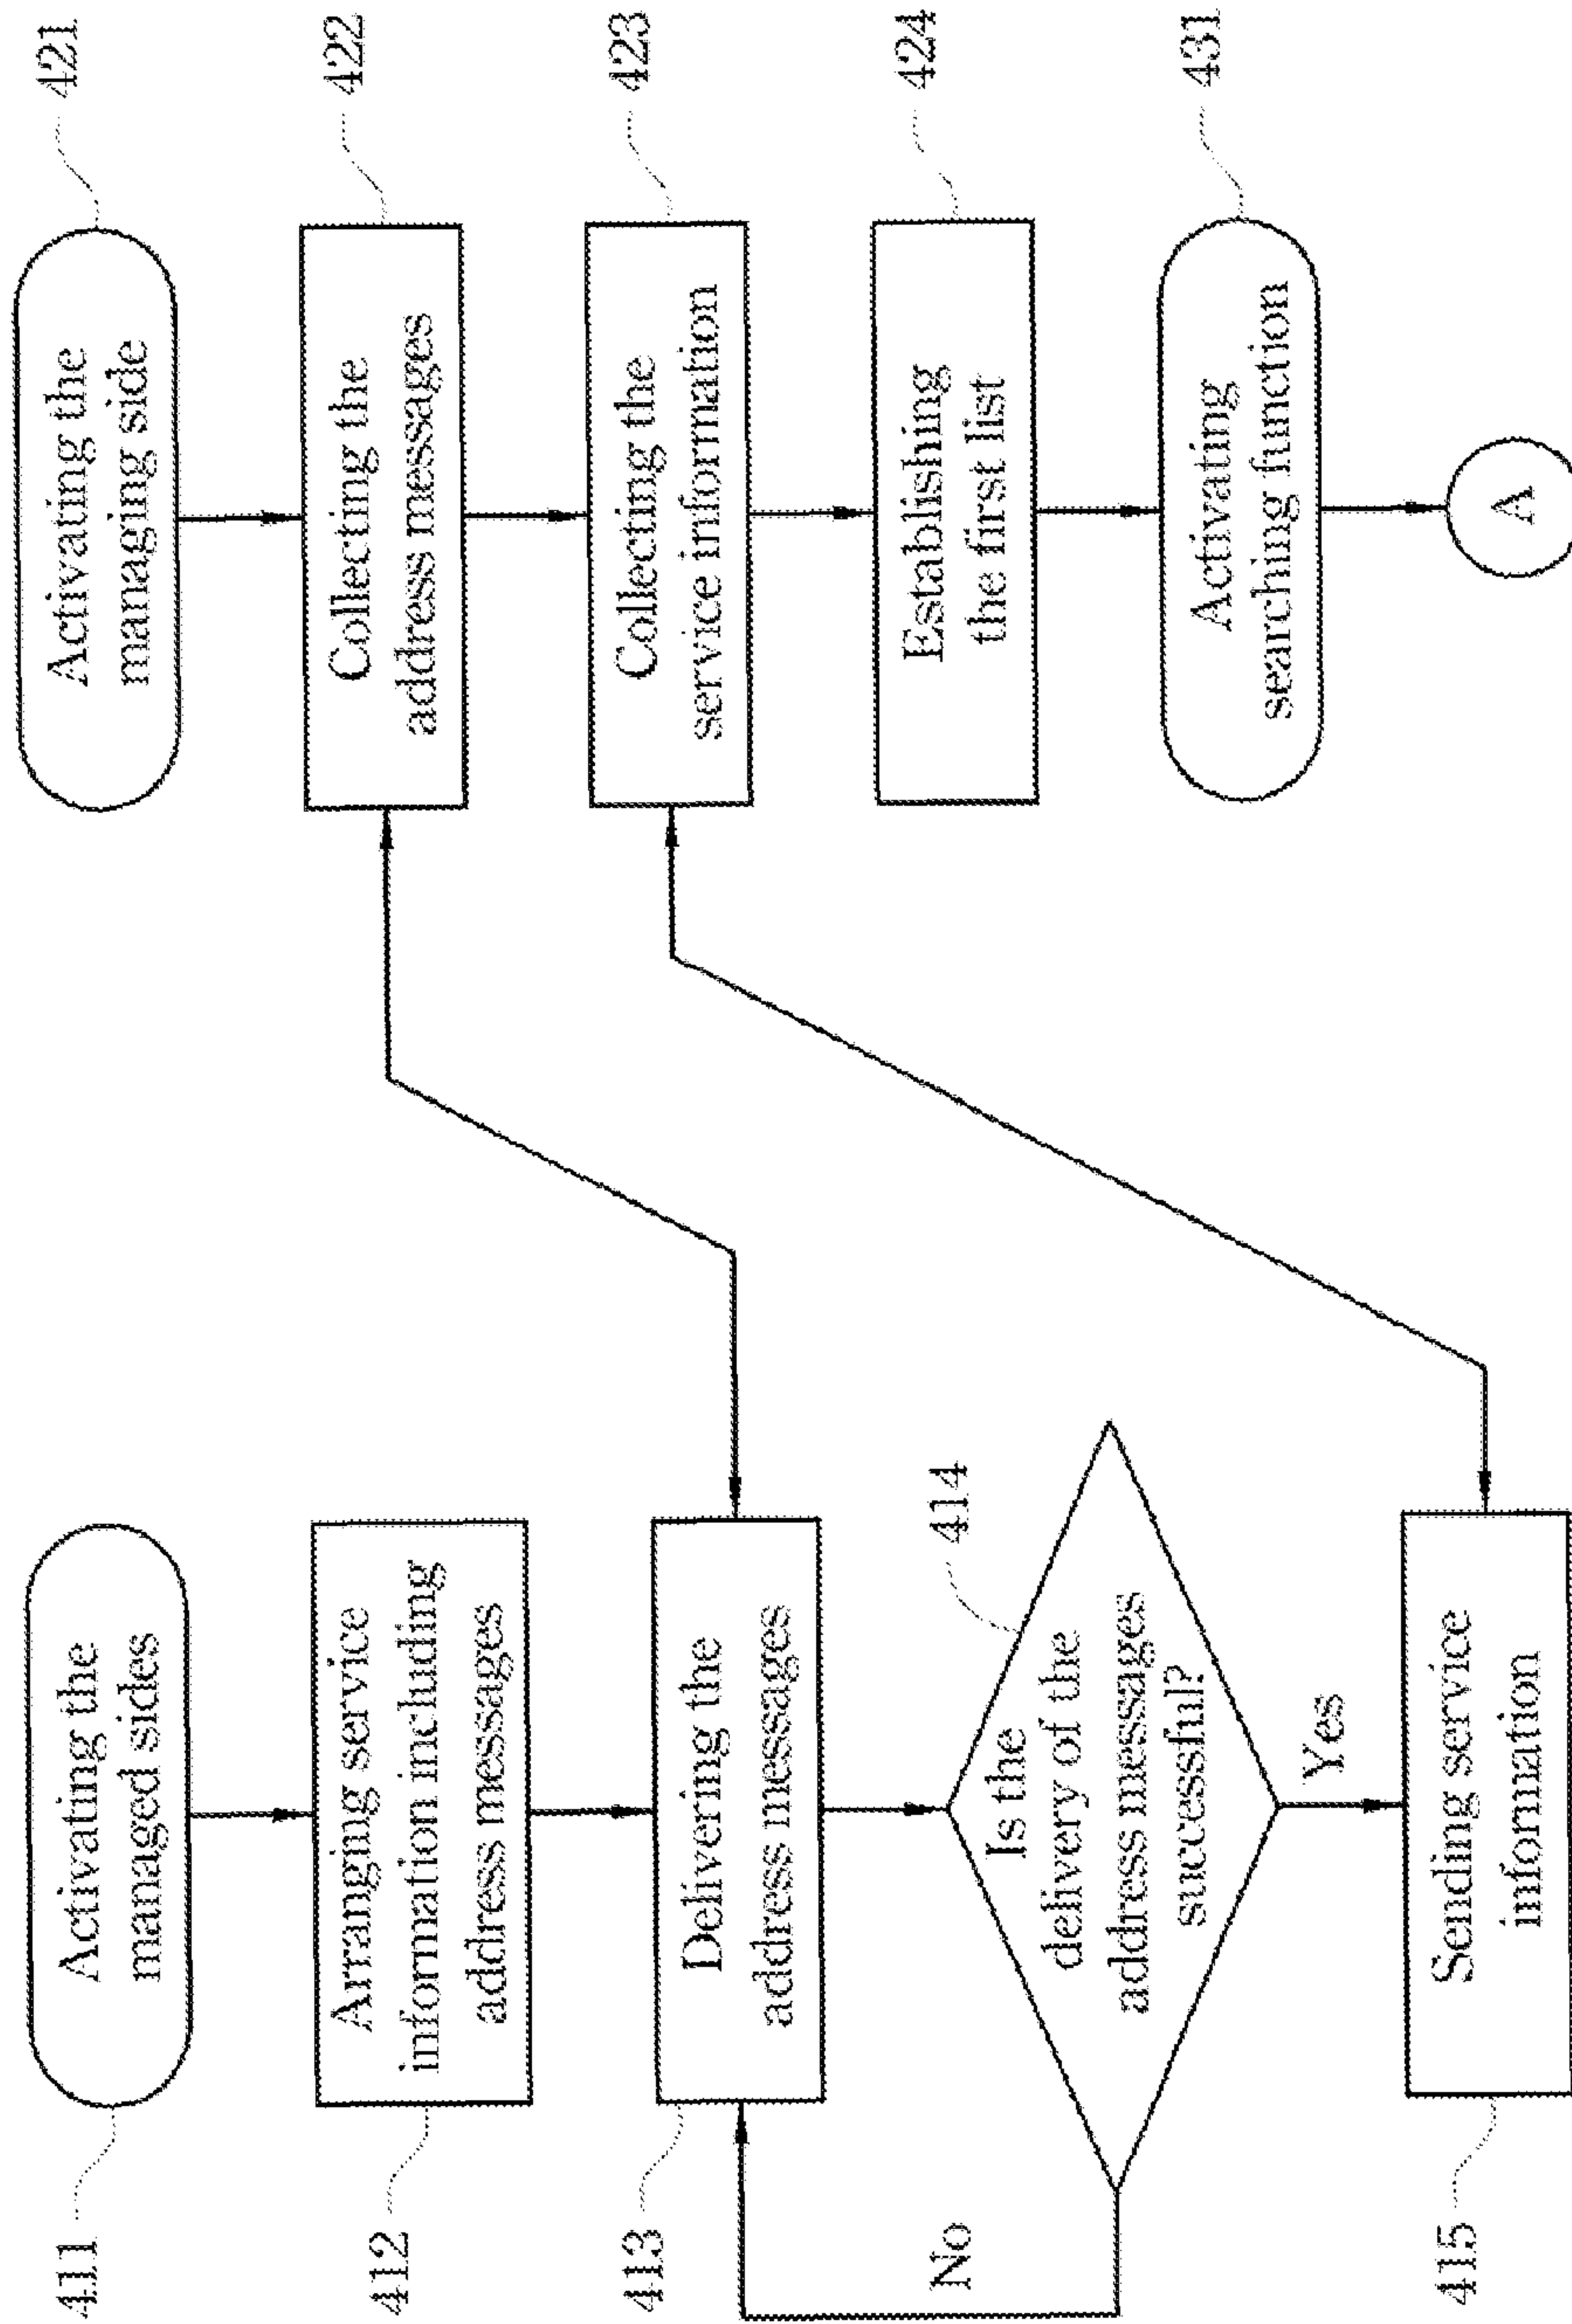 411
Activating the
managed sides
412
Arranging service
information including
address messages
413
Delivering the
address messages
414
Is the
delivery of the
address messages
successful?
No
Yes
415
Sending service
information
421
Activating the
managing side
422
Collecting the
address messages
423
Collecting the
service information
424
Establishing
the first list
431
Activating
searching function
A